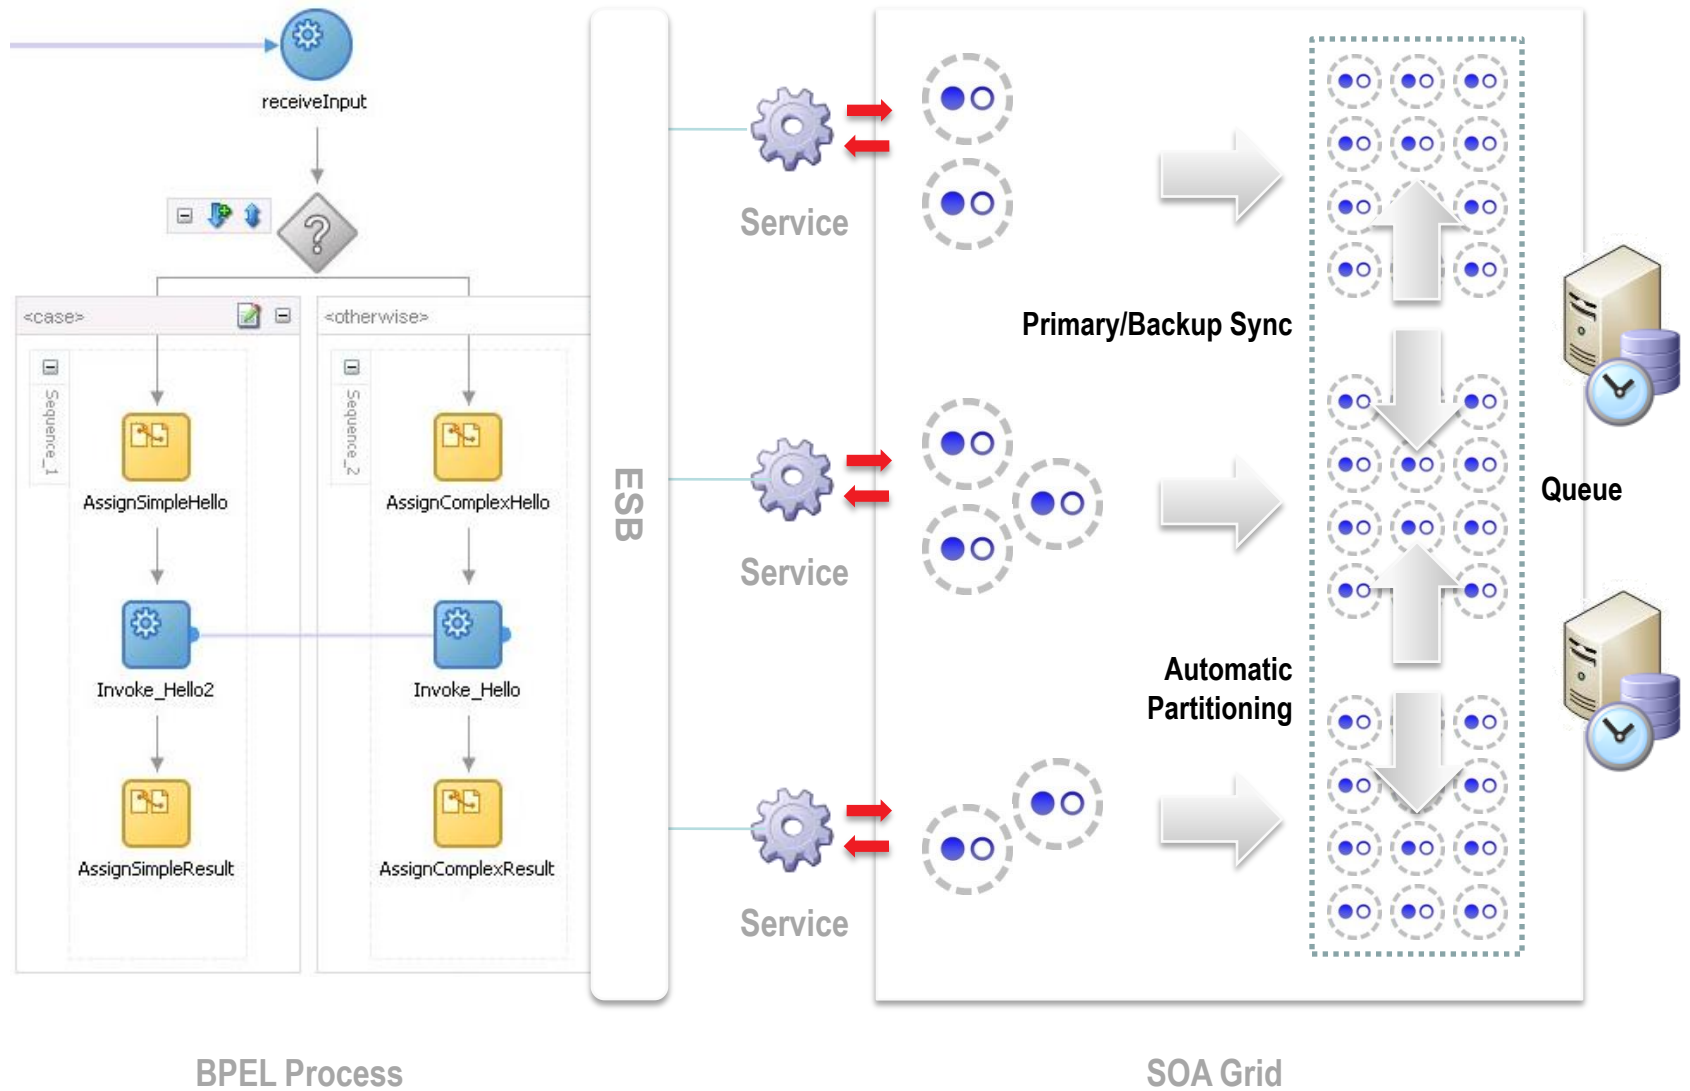 receiveInput
?
<case>
<otherwise>
Sequence_1
Sequence_2
AssignSimpleHello
AssignComplexHello
Invoke_Hello2
Invoke_Hello
AssignSimpleResult
AssignComplexResult
ESB
Service
Service
Service
Primary/Backup Sync
Automatic
Partitioning
Queue
BPEL Process
SOA Grid